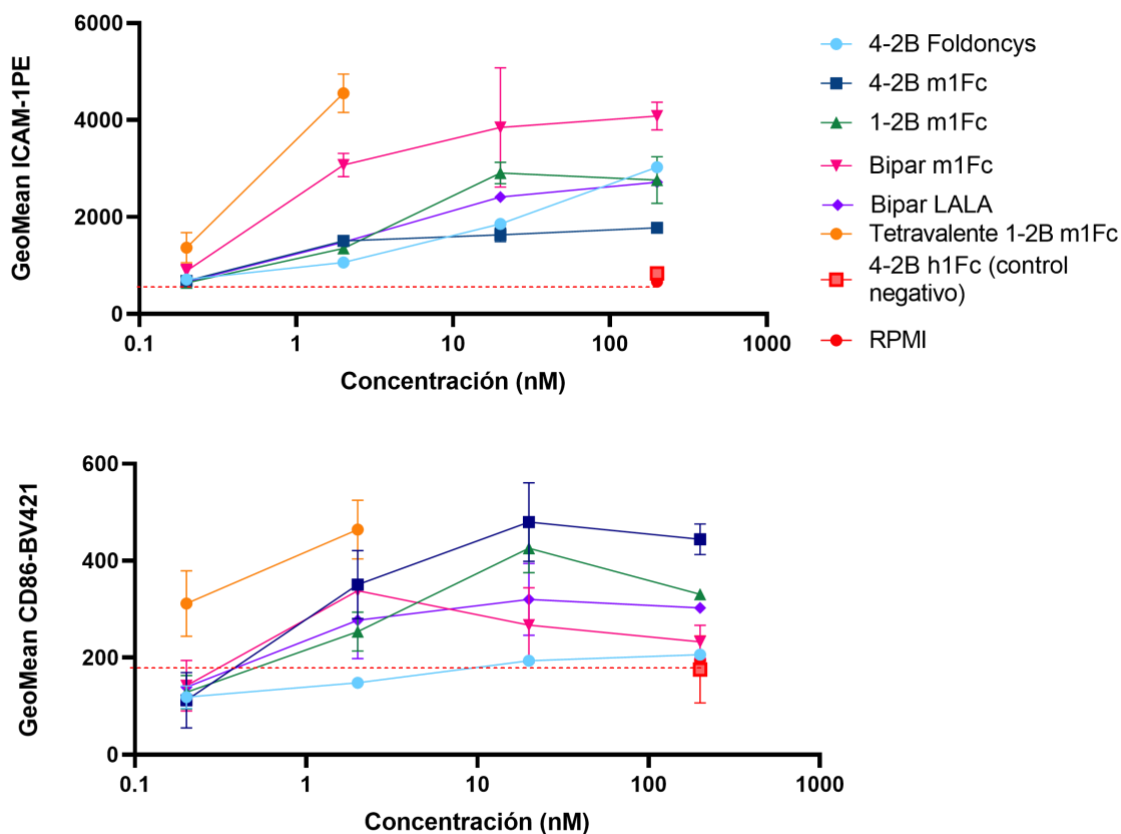 GeoMean ICAM-1PE
6000
4000
2000
0
0.1
1
10
100
1000
Concentración (nM)
4-2B Foldoncys
4-2B m1Fc
1-2B m1Fc
Bipar m1Fc
Bipar LALA
Tetravalente 1-2B m1Fc
4-2B h1Fc (control
negativo)
RPMI
GeoMean CD86-BV421
600
400
200
0
0.1
1
10
100
1000
Concentración (nM)